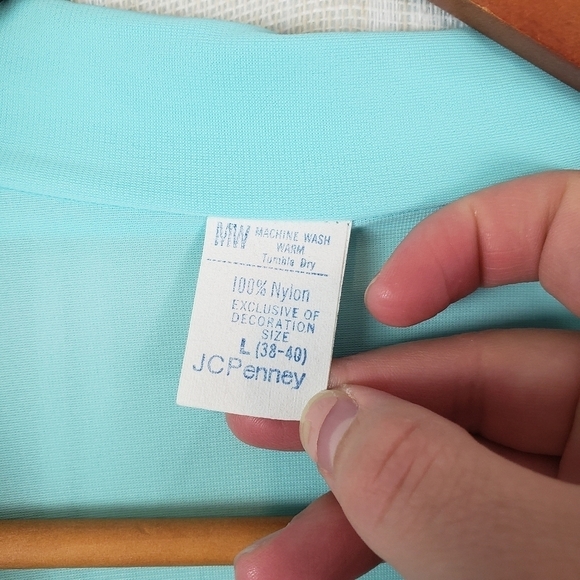 MW MACHINE WASH
WARM
Tumble Dry
100% Nylon
EXCLUSIVE OF
DECORATION
SIZE
L (38-40)
JCPenney